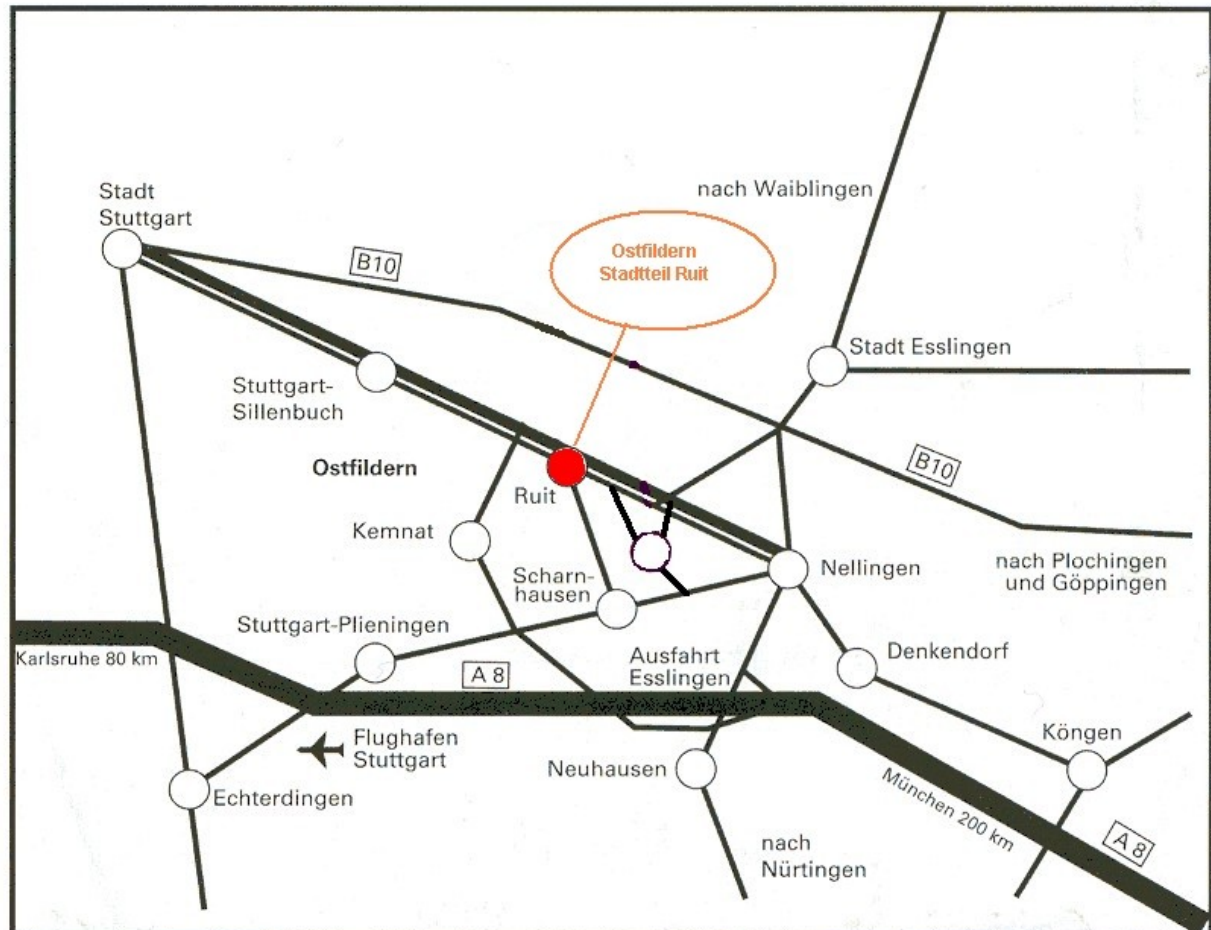 Stadt
Stuttgart
B10
nach Waiblingen
Ostfildern
Stadtteil Ruit
Stadt Esslingen
Stuttgart-
Sillenbuch
Ostfildern
Ruit
B10
Kemnat
Scharn-
hausen
Nellingen
nach Plochingen
und Göppingen
Stuttgart-Plieningen
Karlsruhe 80 km
A 8
Ausfahrt
Esslingen
Denkendorf
Flughafen
Stuttgart
Köngen
Neuhausen
Echterdingen
München 200 km
A 8
nach
Nürtingen